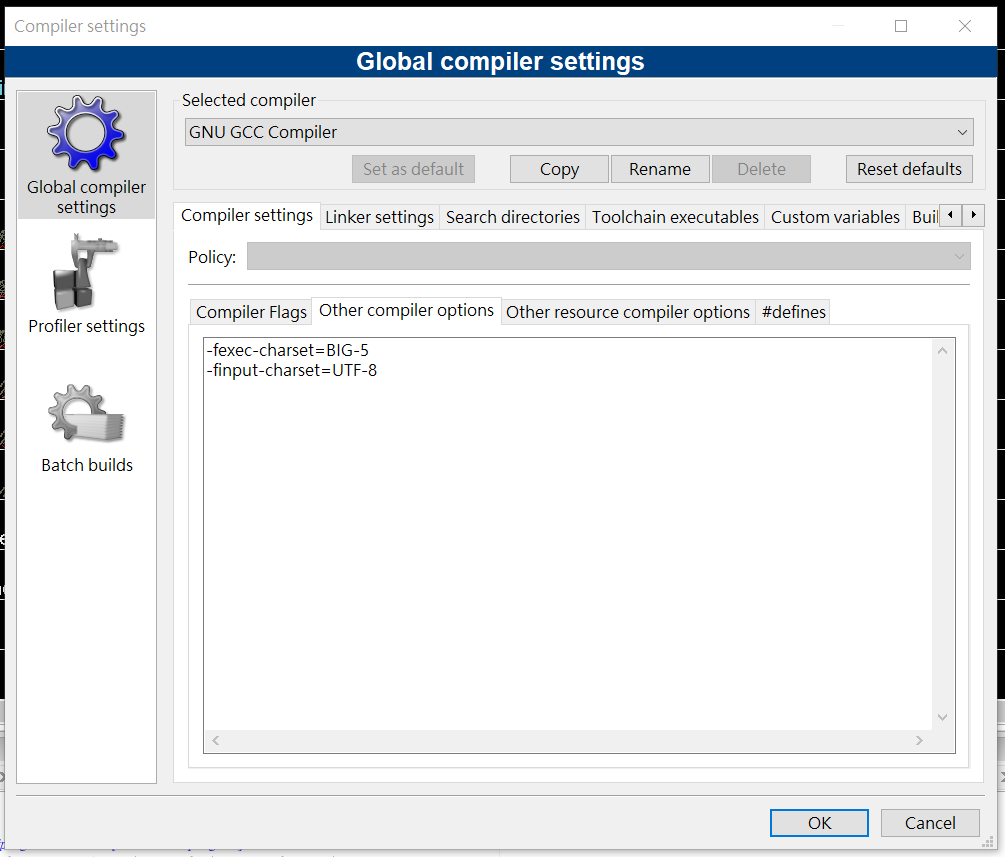 Compiler settings
Global compiler settings
Global compiler
settings
Profiler settings
Batch builds
Selected compiler
GNU GCC Compiler
Set as default
Copy
Rename
Delete
Reset defaults
Compiler settings
Linker settings
Search directories
Toolchain executables
Custom variables
Buil
Policy:
Compiler Flags
Other compiler options
Other resource compiler options
#defines
-fexec-charset=BIG-5
-finput-charset=UTF-8
OK
Cancel